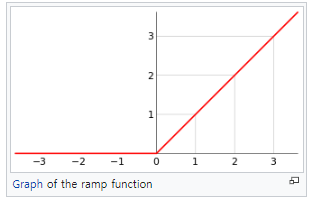 3
2
1
−3 −2 −1 0 1 2 3
Graph of the ramp function